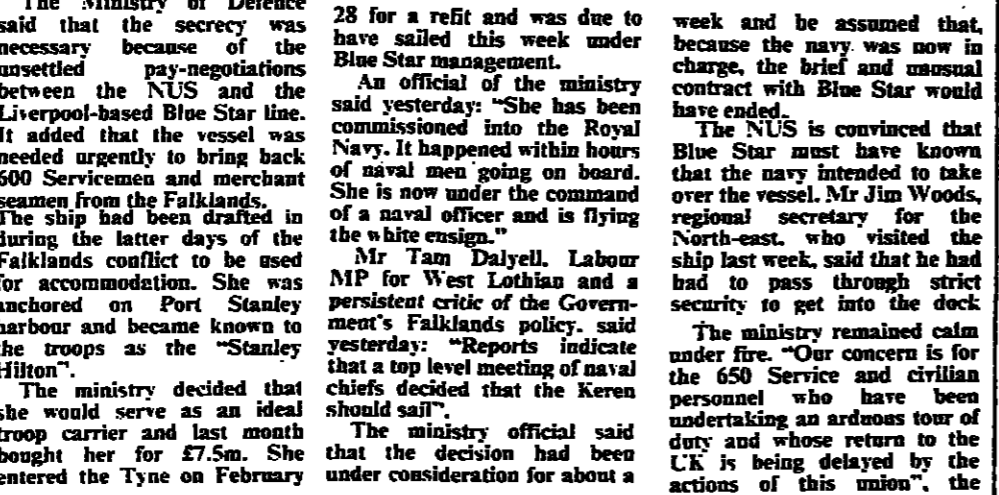 The Ministry of Defence
said that the secrecy was
necessary because of the
unsettled pay-negotiations
between the NUS and the
Liverpool-based Blue Star line.
It added that the vessel was
needed urgently to bring back
600 Servicemen and merchant
seamen from the Falklands.
The ship had been drafted in
during the latter days of the
Falklands conflict to be used
for accommodation. She was
anchored on Port Stanley
harbour and became known to
the troops as the "Stanley
Hilton".
The ministry decided that
she would serve as an ideal
troop carrier and last month
bought her for £7.5m. She
entered the Tyne on February
28 for a refit and was due to
have sailed this week under
Blue Star management.
An official of the ministry
said yesterday: "She has been
commissioned into the Royal
Navy. It happened within hours
of naval men going on board.
She is now under the command
of a naval officer and is flying
the white ensign."
Mr Tam Dalyell. Labour
MP for West Lothian and a
persistent critic of the Govern-
ment's Falklands policy. said
yesterday: "Reports indicate
that a top level meeting of naval
chiefs decided that the Keren
should sail".
The ministry official said
that the decision had been
under consideration for about a
week and he assumed that,
because the navy was now in
charge, the brief and unusual
contract with Blue Star would
have ended.
The NUS is convinced that
Blue Star must have known
that the navy intended to take
over the vessel. Mr Jim Woods,
regional secretary for the
North-east. who visited the
ship last week, said that he had
had to pass through strict
security to get into the dock
The ministry remained calm
under fire. "Our concern is for
the 650 Service and civilian
personnel who have been
undertaking an arduous tour of
duty and whose return to the
UK is being delayed by the
actions of this union", the